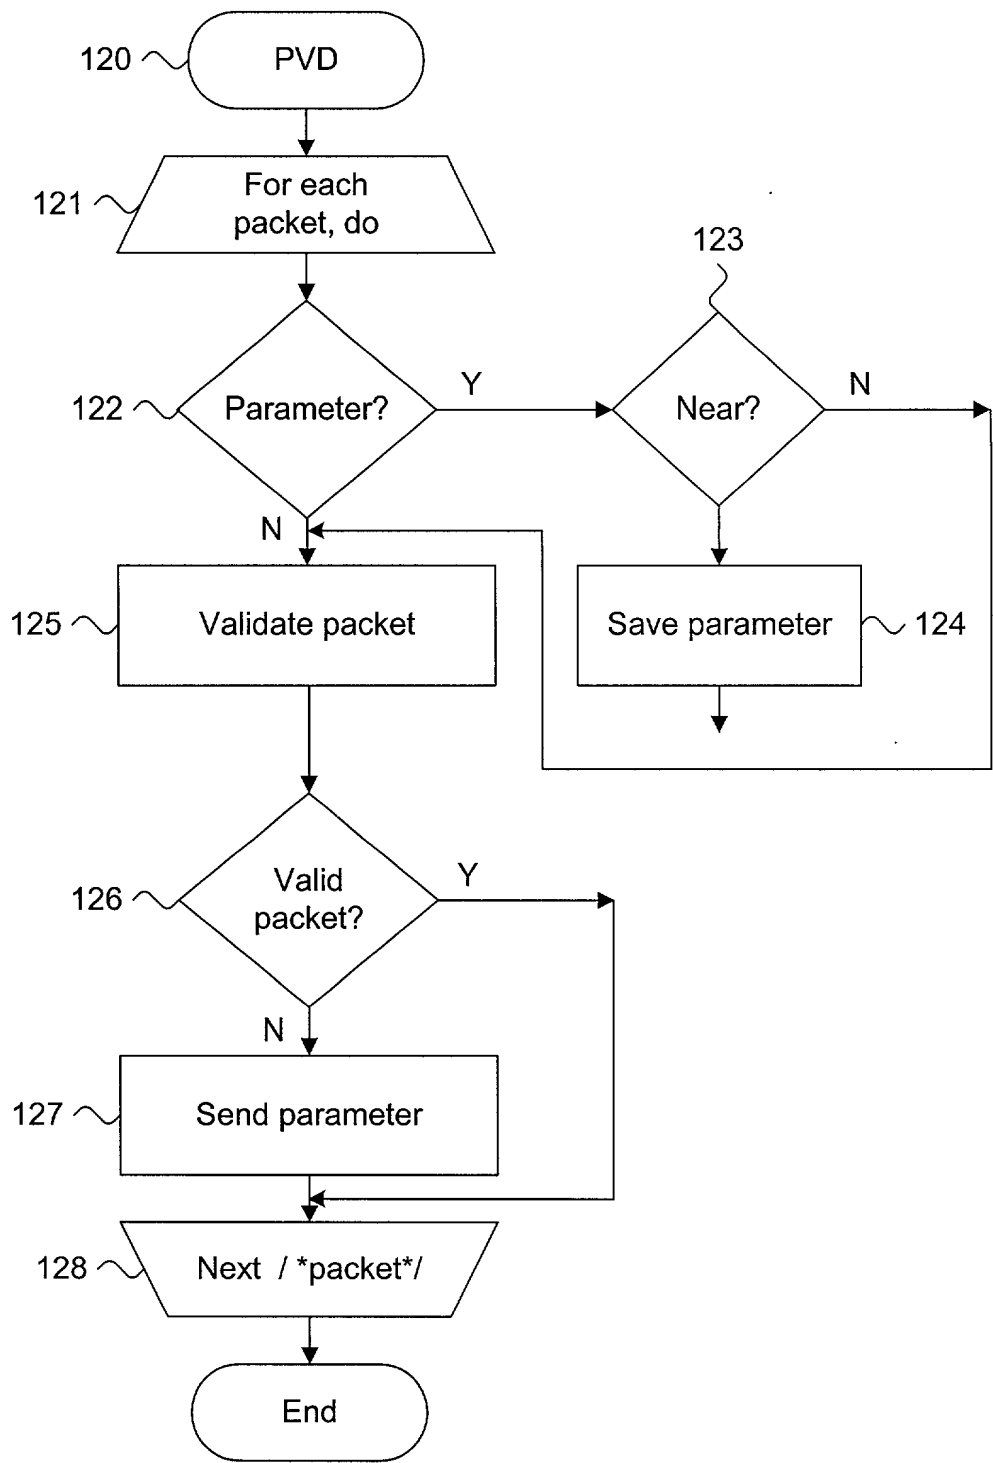 120
PVD
121
For each
packet, do
123
122
Parameter?
Y
Near?
N
N
125
Validate packet
Save parameter
124
126
Valid
packet?
Y
N
127
Send parameter
128
Next / *packet*/
End